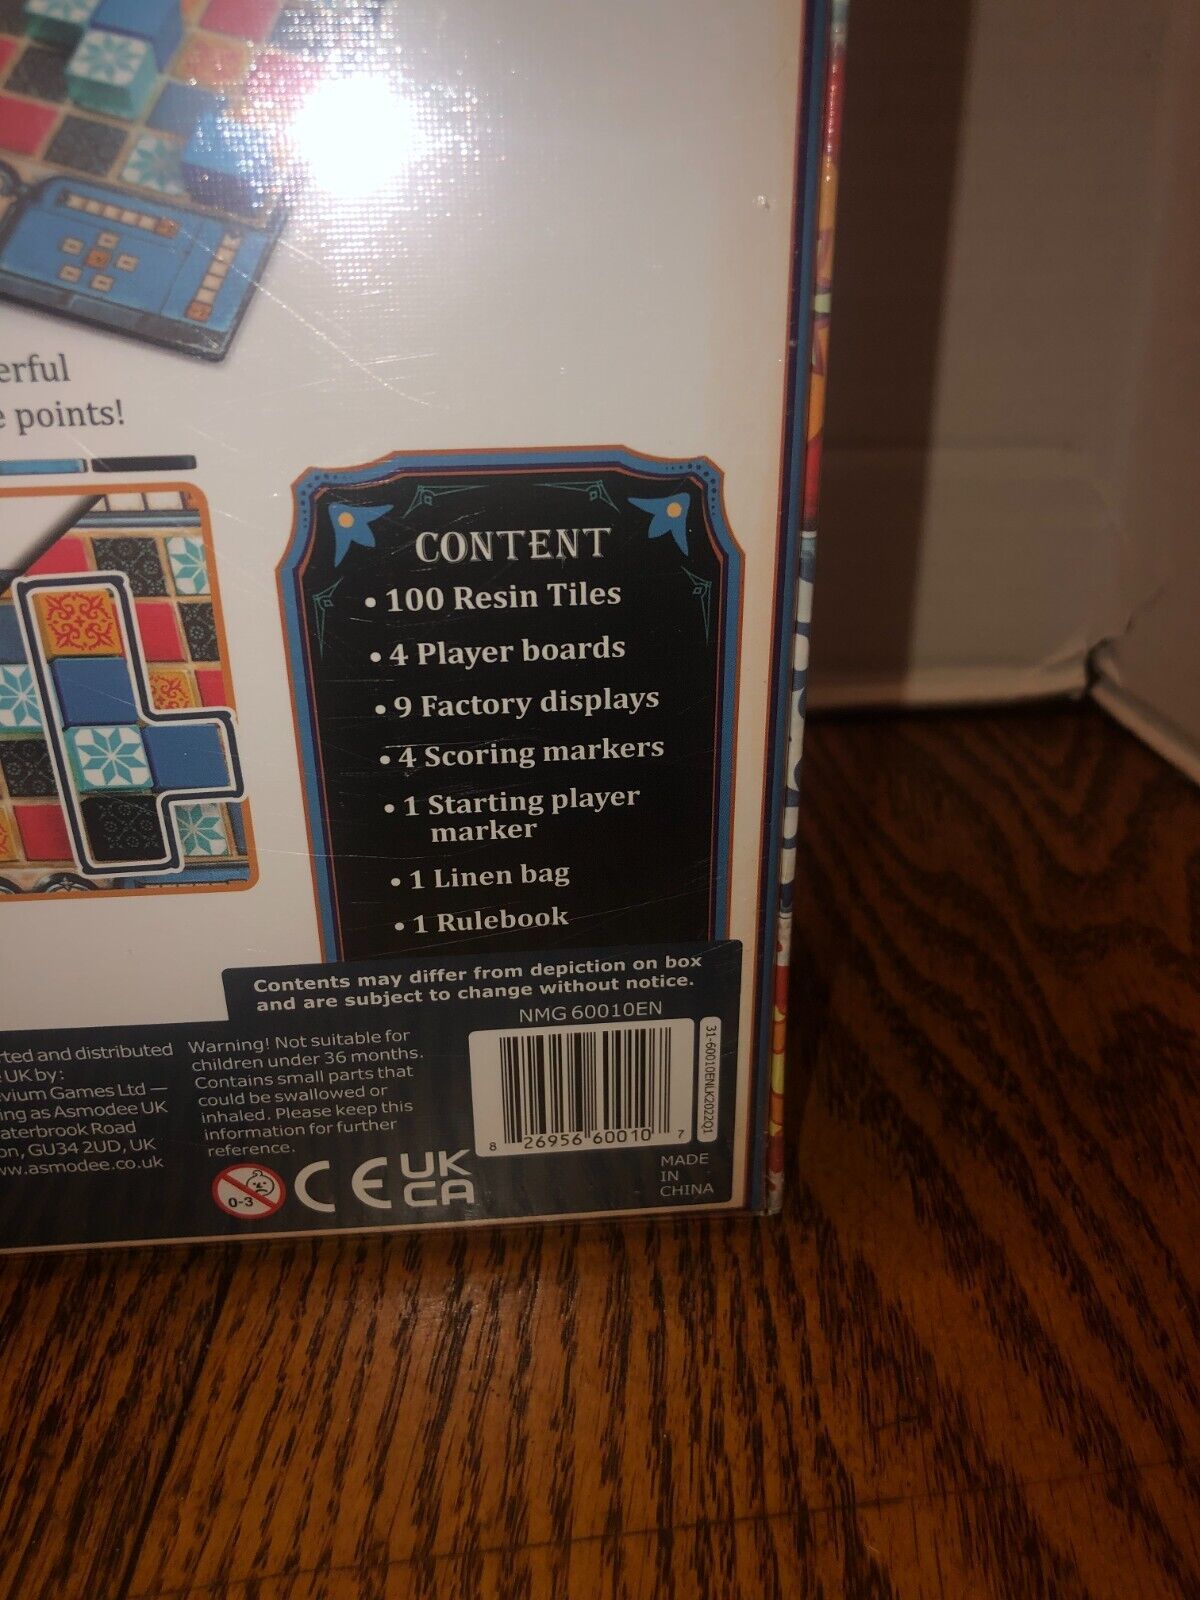 erful
e points!
CONTENT
• 100 Resin Tiles
• 4 Player boards
• 9 Factory displays
• 4 Scoring markers
• 1 Starting player
marker
• 1 Linen bag
• 1 Rulebook
Contents may differ from depiction on box
and are subject to change without notice.
NMG 60010EN
31-60010ENLK2022Q1
8 26956 60010 7
MADE
IN
CHINA
rted and distributed
UK by:
vium Games Ltd —
ing as Asmodee UK
aterbrook Road
on, GU34 2UD, UK
ww.asmodee.co.uk
Warning! Not suitable for
children under 36 months.
Contains small parts that
could be swallowed or
inhaled. Please keep this
information for further
reference.
0-3
CE
UK
CA